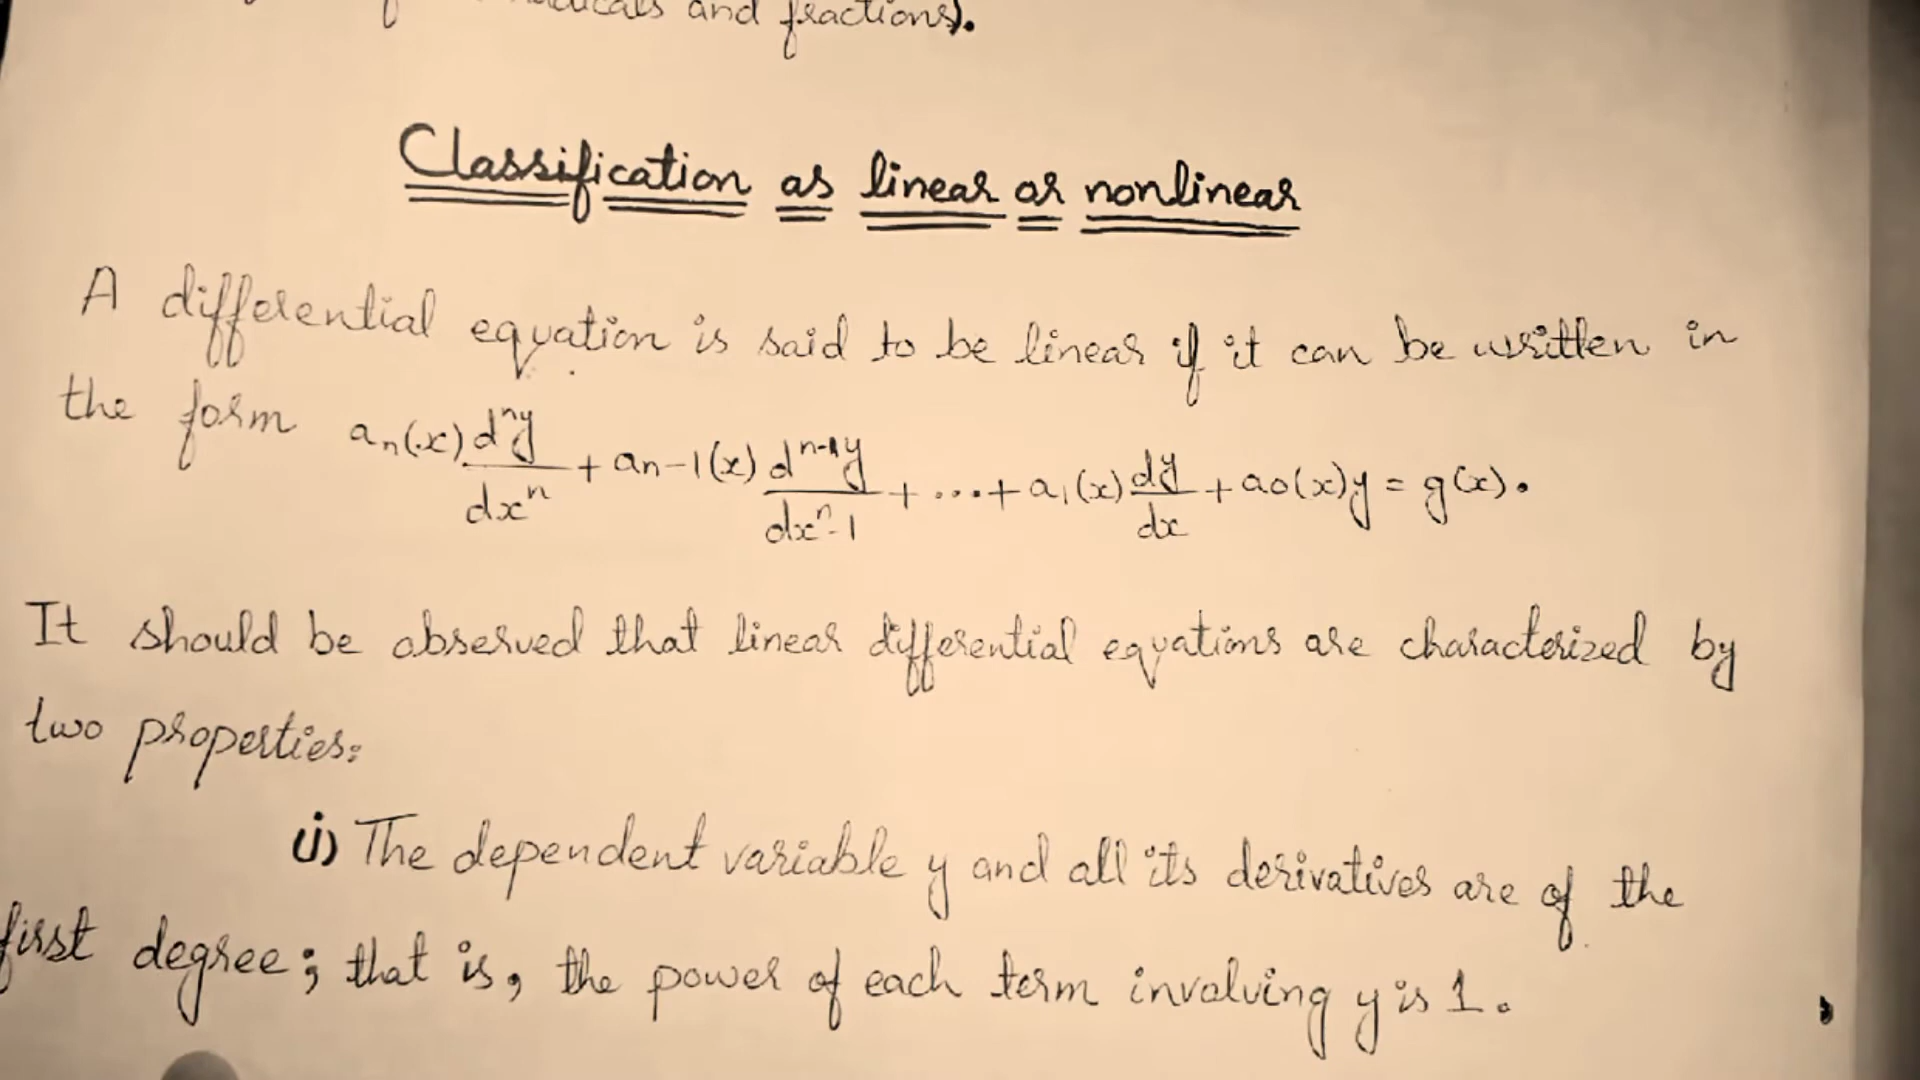 and fractions).
Classification as linear or nonlinear
A differential equation is said to be linear if it can be written in
the form aₙ(x) dⁿy/dxⁿ + an-1(x) dⁿ⁻¹y/dxⁿ-1 + ... + a₁(x) dy/dx + a0(x)y = g(x).
It should be observed that linear differential equations are characterized by
two properties:
(i) The dependent variable y and all its derivatives are of the
first degree; that is, the power of each term involving y is 1.